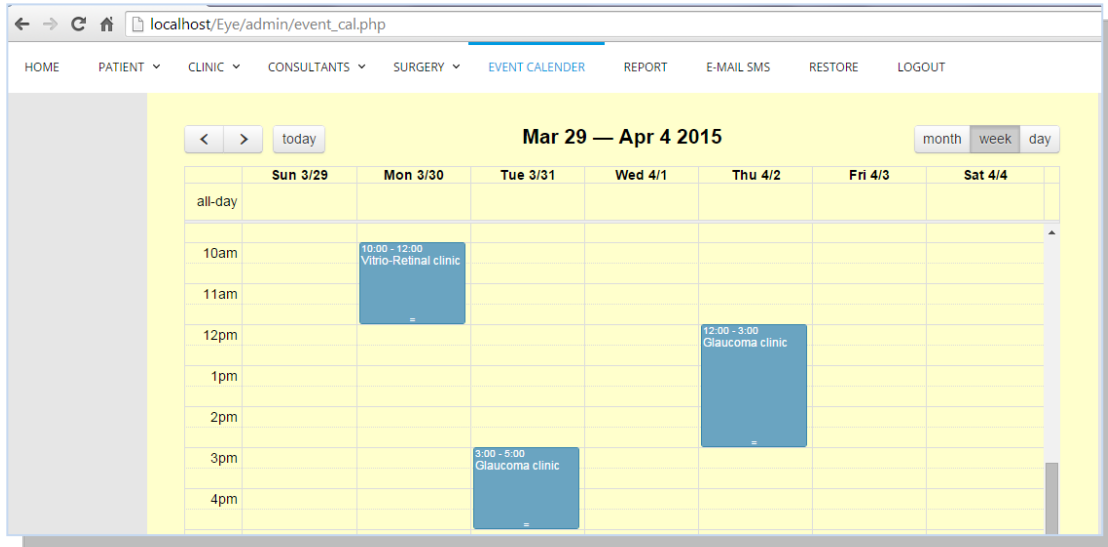 localhost/Eye/admin/event_cal.php
HOME PATIENT CLINIC CONSULTANTS SURGERY EVENT CALENDER REPORT E-MAIL SMS RESTORE LOGOUT
< > today Mar 29 — Apr 4 2015 month week day
Sun 3/29 Mon 3/30 Tue 3/31 Wed 4/1 Thu 4/2 Fri 4/3 Sat 4/4
all-day
10am
10:00 - 12:00
Vitrio-Retinal clinic
11am
12pm
12:00 - 3:00
Glaucoma clinic
1pm
2pm
3pm
3:00 - 5:00
Glaucoma clinic
4pm